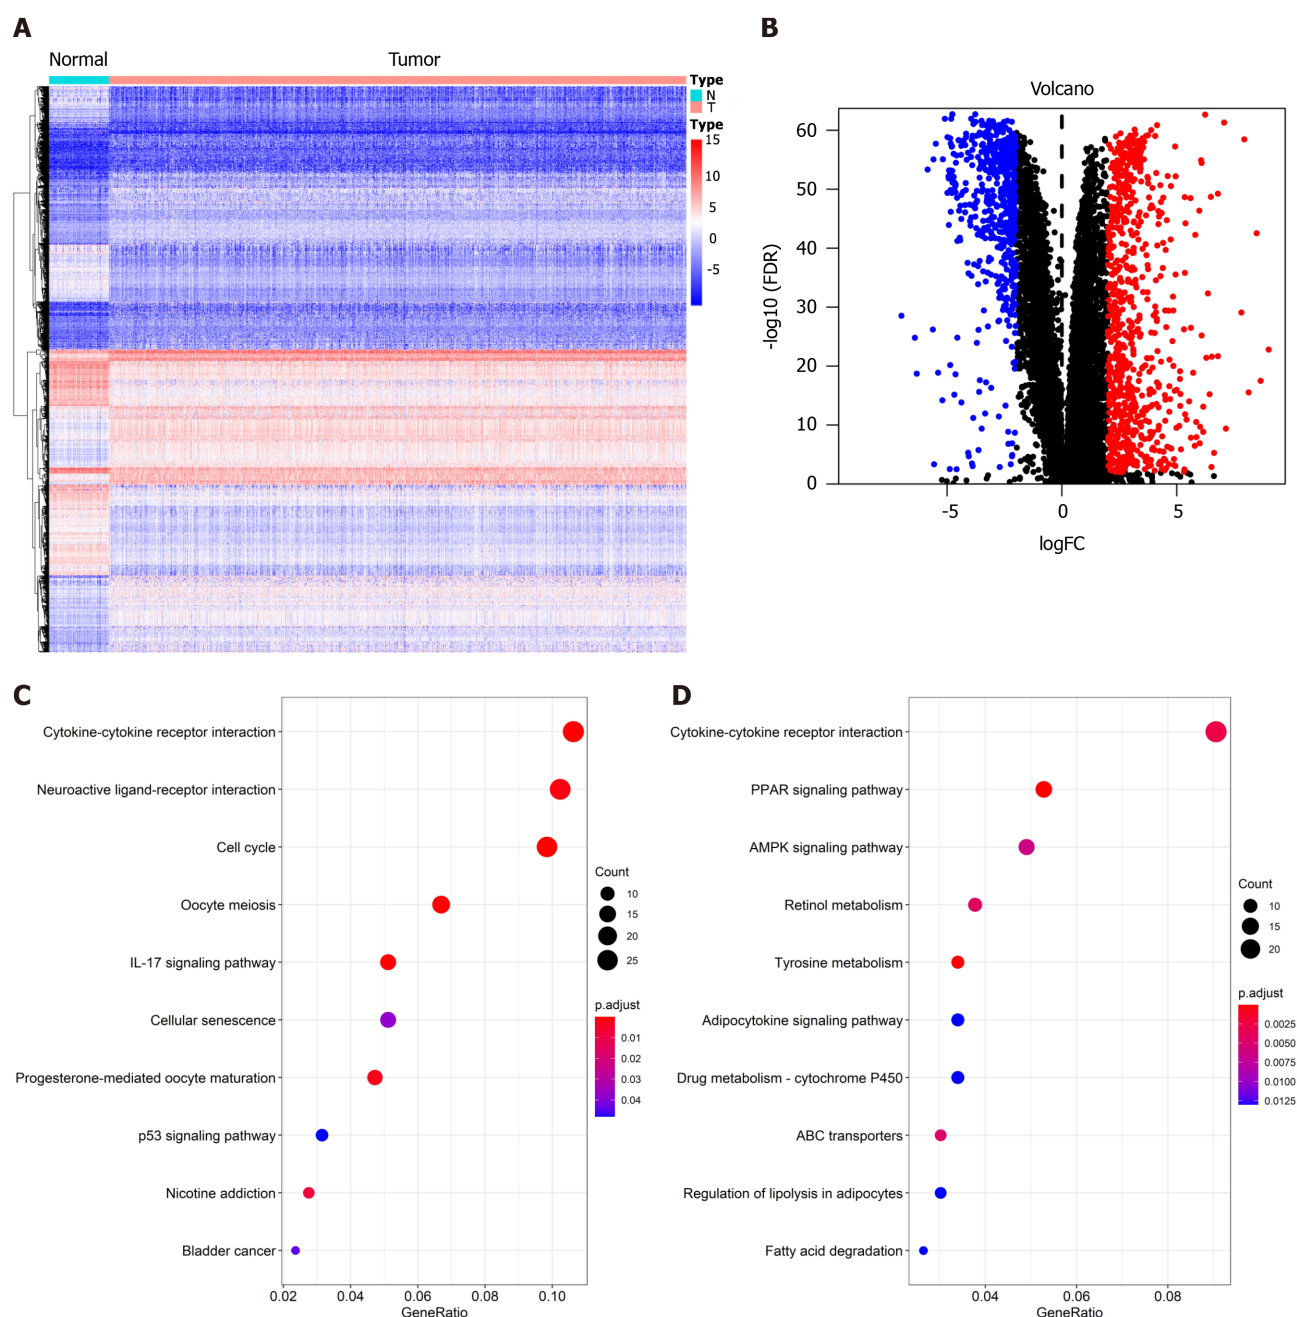 A
Normal
Tumor
Type
N
T
Type
15
10
5
0
-5
B
Volcano
-log10 (FDR)
60
50
40
30
20
10
0
-5
0
5
logFC
C
Cytokine-cytokine receptor interaction
Neuroactive ligand-receptor interaction
Cell cycle
Oocyte meiosis
IL-17 signaling pathway
Cellular senescence
Progesterone-mediated oocyte maturation
p53 signaling pathway
Nicotine addiction
Bladder cancer
0.02
0.04
0.06
0.08
0.10
GeneRatio
Count
10
15
20
25
p.adjust
0.01
0.02
0.03
0.04
D
Cytokine-cytokine receptor interaction
PPAR signaling pathway
AMPK signaling pathway
Retinol metabolism
Tyrosine metabolism
Adipocytokine signaling pathway
Drug metabolism - cytochrome P450
ABC transporters
Regulation of lipolysis in adipocytes
Fatty acid degradation
0.04
0.06
0.08
GeneRatio
Count
10
15
20
p.adjust
0.0025
0.0050
0.0075
0.0100
0.0125